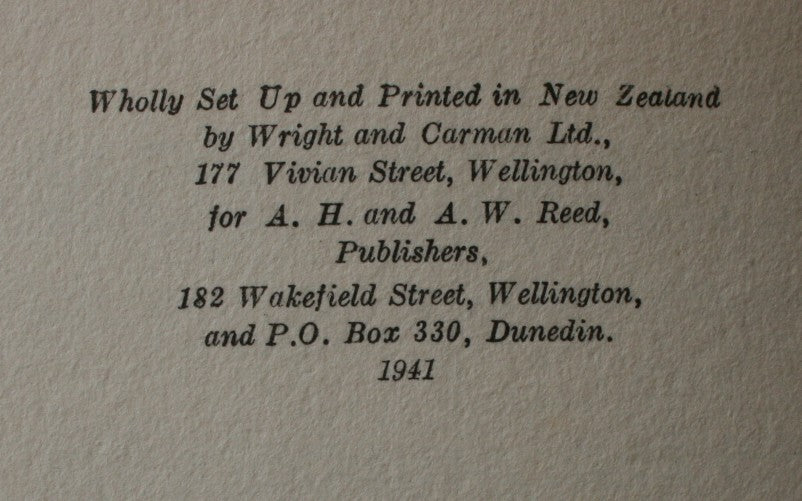 Wholly Set Up and Printed in New Zealand
by Wright and Carman Ltd.,
177 Vivian Street, Wellington,
for A. H. and A. W. Reed,
Publishers,
182 Wakefield Street, Wellington,
and P.O. Box 330, Dunedin.
1941